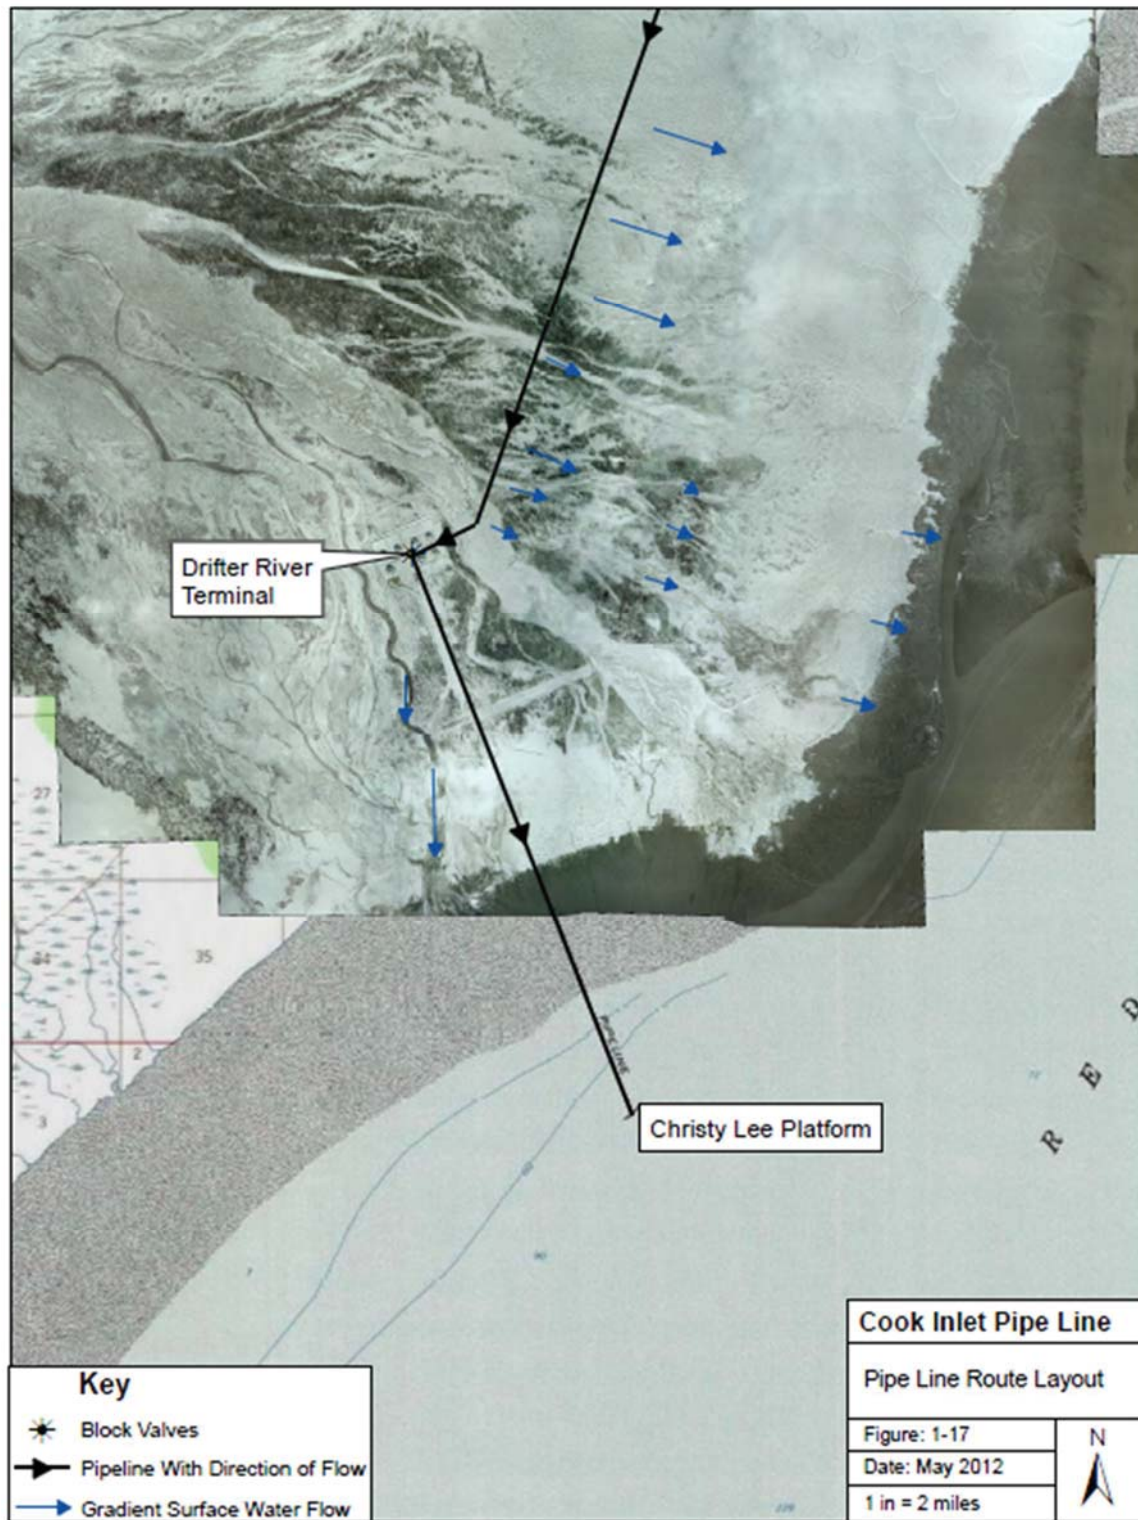 Drifter River
Terminal
27
34
35
2
3
PIPELINE
Christy Lee Platform
R E D
Cook Inlet Pipe Line
Pipe Line Route Layout
Figure: 1-17
Date: May 2012
1 in = 2 miles
N
Key
Block Valves
Pipeline With Direction of Flow
Gradient Surface Water Flow